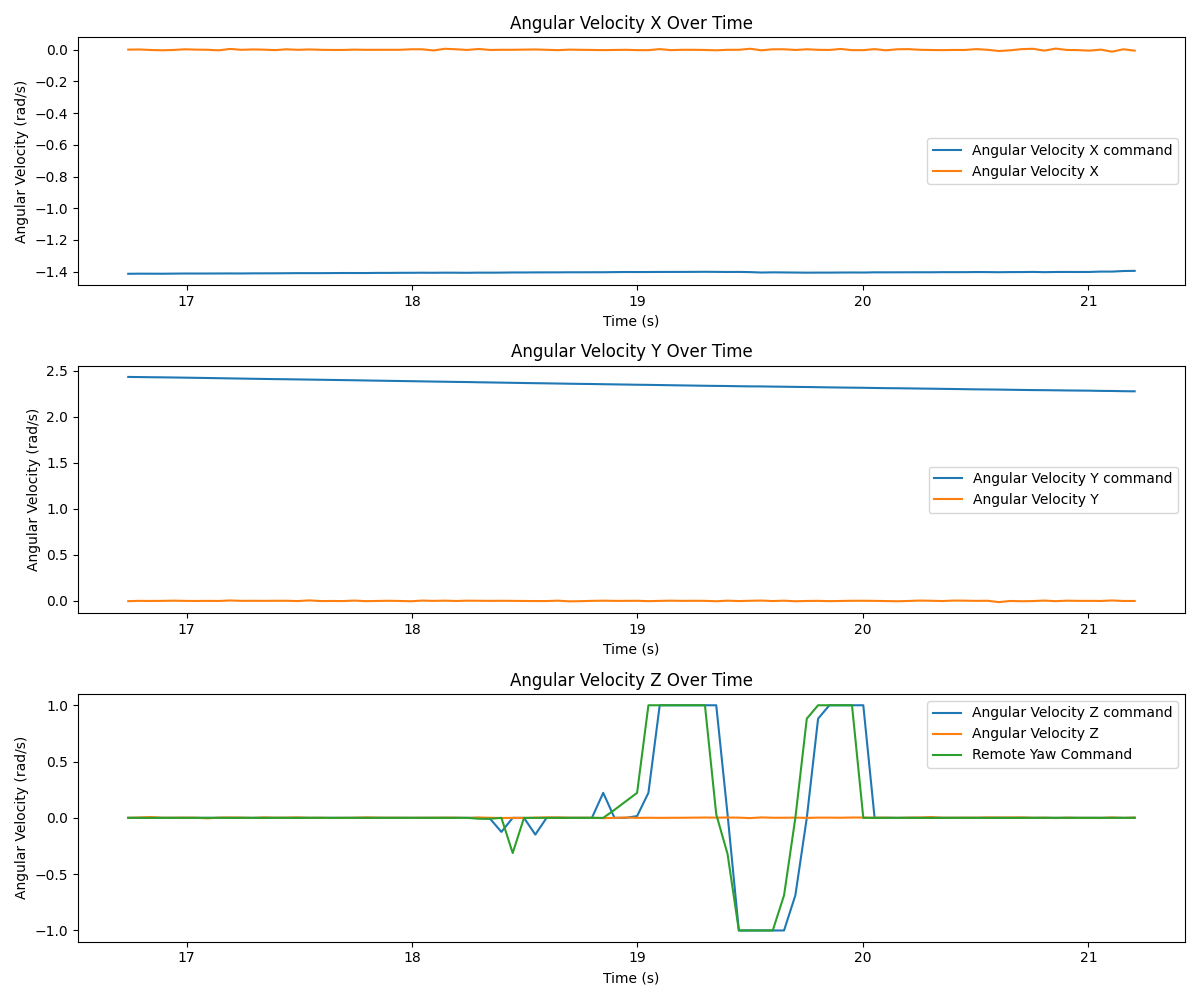 Angular Velocity X Over Time
Angular Velocity (rad/s)
0.0
−0.2
−0.4
−0.6
−0.8
−1.0
−1.2
−1.4
Angular Velocity X command
Angular Velocity X
17 18 19 20 21
Time (s)
Angular Velocity Y Over Time
Angular Velocity (rad/s)
2.5
2.0
1.5
1.0
0.5
0.0
Angular Velocity Y command
Angular Velocity Y
17 18 19 20 21
Time (s)
Angular Velocity Z Over Time
Angular Velocity (rad/s)
1.0
0.5
0.0
−0.5
−1.0
Angular Velocity Z command
Angular Velocity Z
Remote Yaw Command
17 18 19 20 21
Time (s)